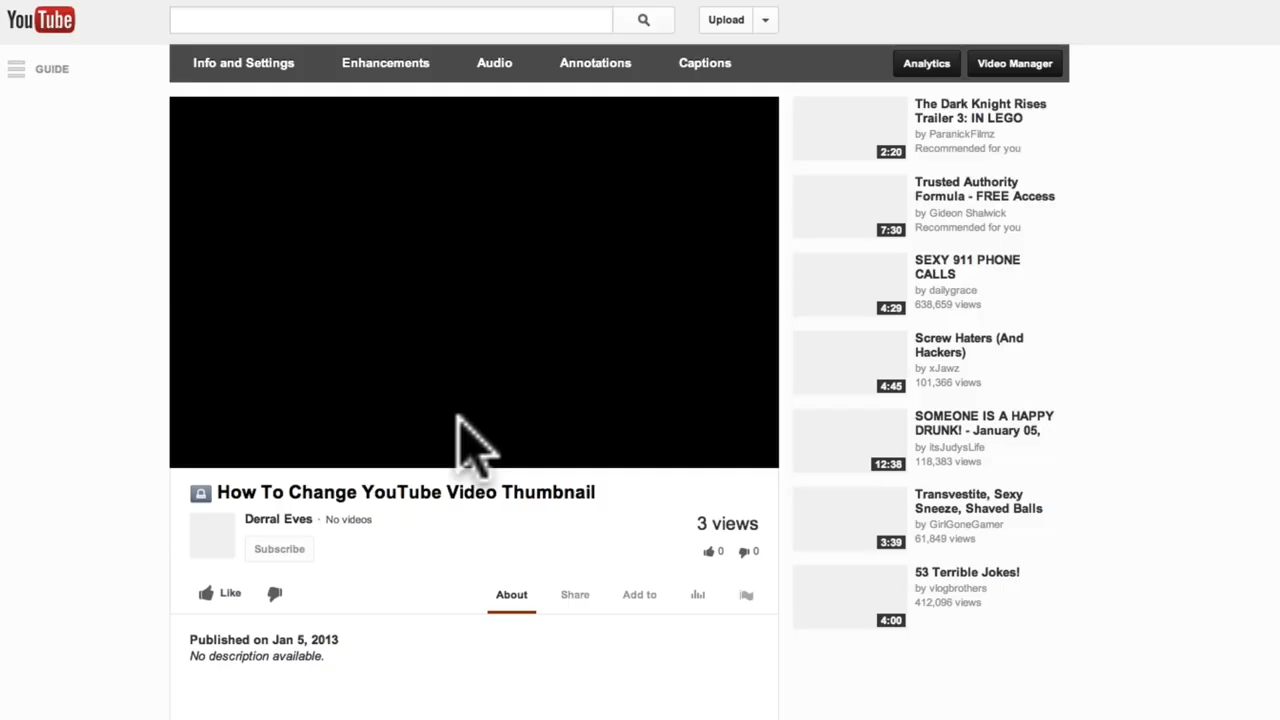 YouTube
Upload
GUIDE
Info and Settings
Enhancements
Audio
Annotations
Captions
Analytics
Video Manager
How To Change YouTube Video Thumbnail
Derral Eves · No videos
Subscribe
3 views
0
0
Like
About
Share
Add to
Published on Jan 5, 2013
No description available.
The Dark Knight Rises
Trailer 3: IN LEGO
by ParanickFilmz
Recommended for you
2:20
Trusted Authority
Formula - FREE Access
by Gideon Shalwick
Recommended for you
7:30
SEXY 911 PHONE
CALLS
by dailygrace
638,659 views
4:29
Screw Haters (And
Hackers)
by xJawz
101,366 views
4:45
SOMEONE IS A HAPPY
DRUNK! - January 05,
by itsJudysLife
118,383 views
12:38
Transvestite, Sexy
Sneeze, Shaved Balls
by GirlGoneGamer
61,849 views
3:39
53 Terrible Jokes!
by vlogbrothers
412,096 views
4:00